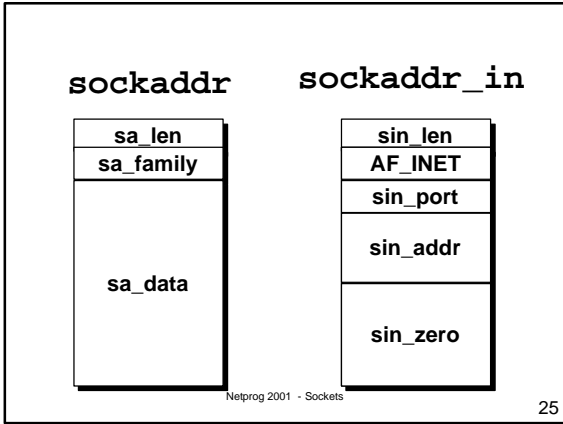 sockaddr
sa_len
sa_family
sa_data
sockaddr_in
sin_len
AF_INET
sin_port
sin_addr
sin_zero
Netprog 2001 - Sockets
25